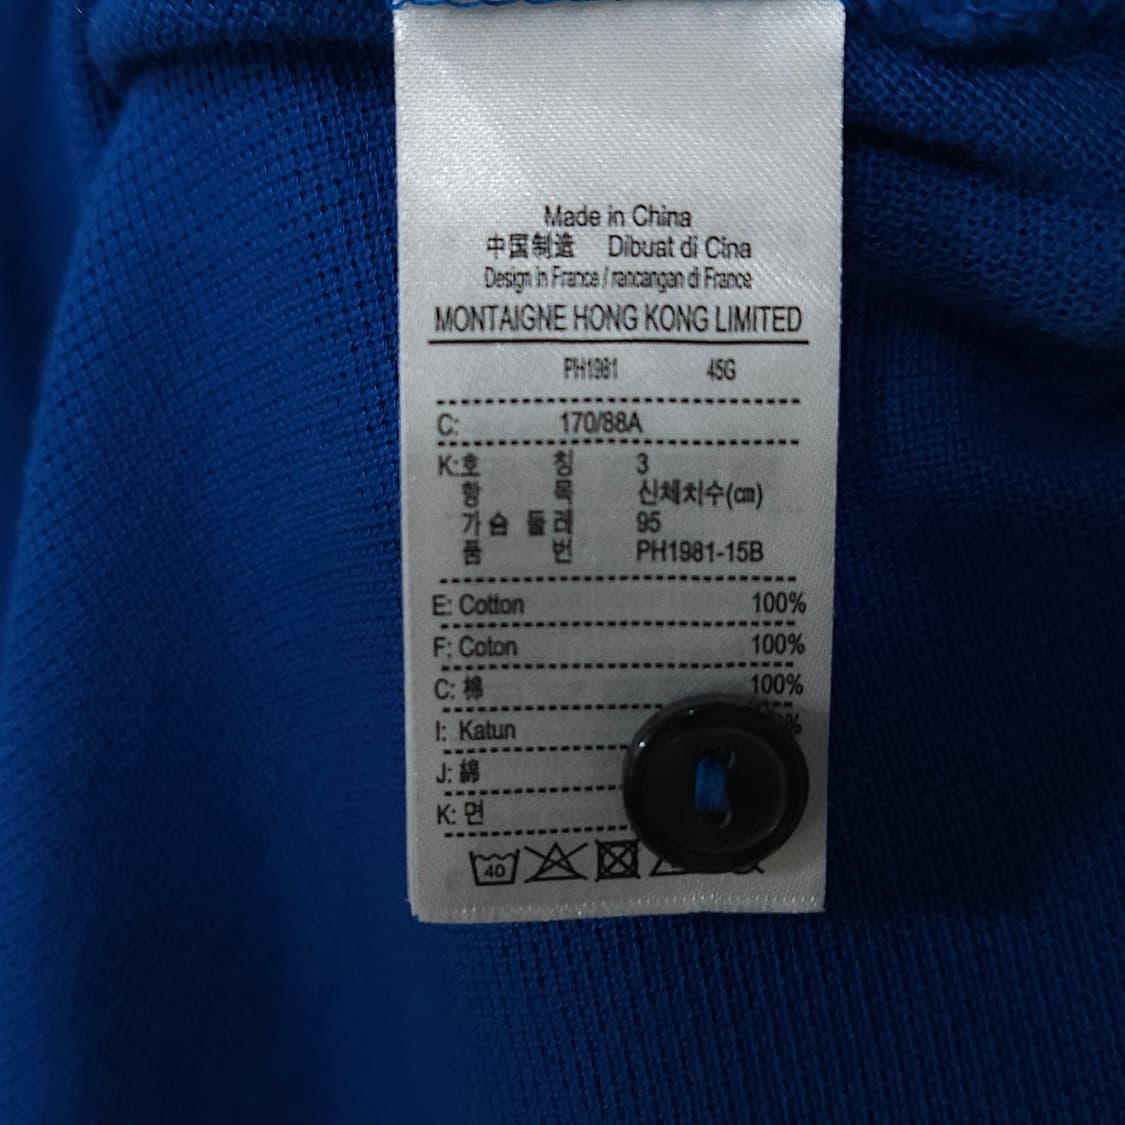 Made in China
中国制造 Dibuat di Cina
Design in France / rancangan di France
MONTAIGNE HONG KONG LIMITED
PH1981 45G
C: 170/88A
K:호 칭 3
항 목 신체치수(cm)
가슴 둘레 95
품 번 PH1981-15B
E: Cotton 100%
F: Coton 100%
C: 棉 100%
I: Katun
J: 綿
K: 면
40